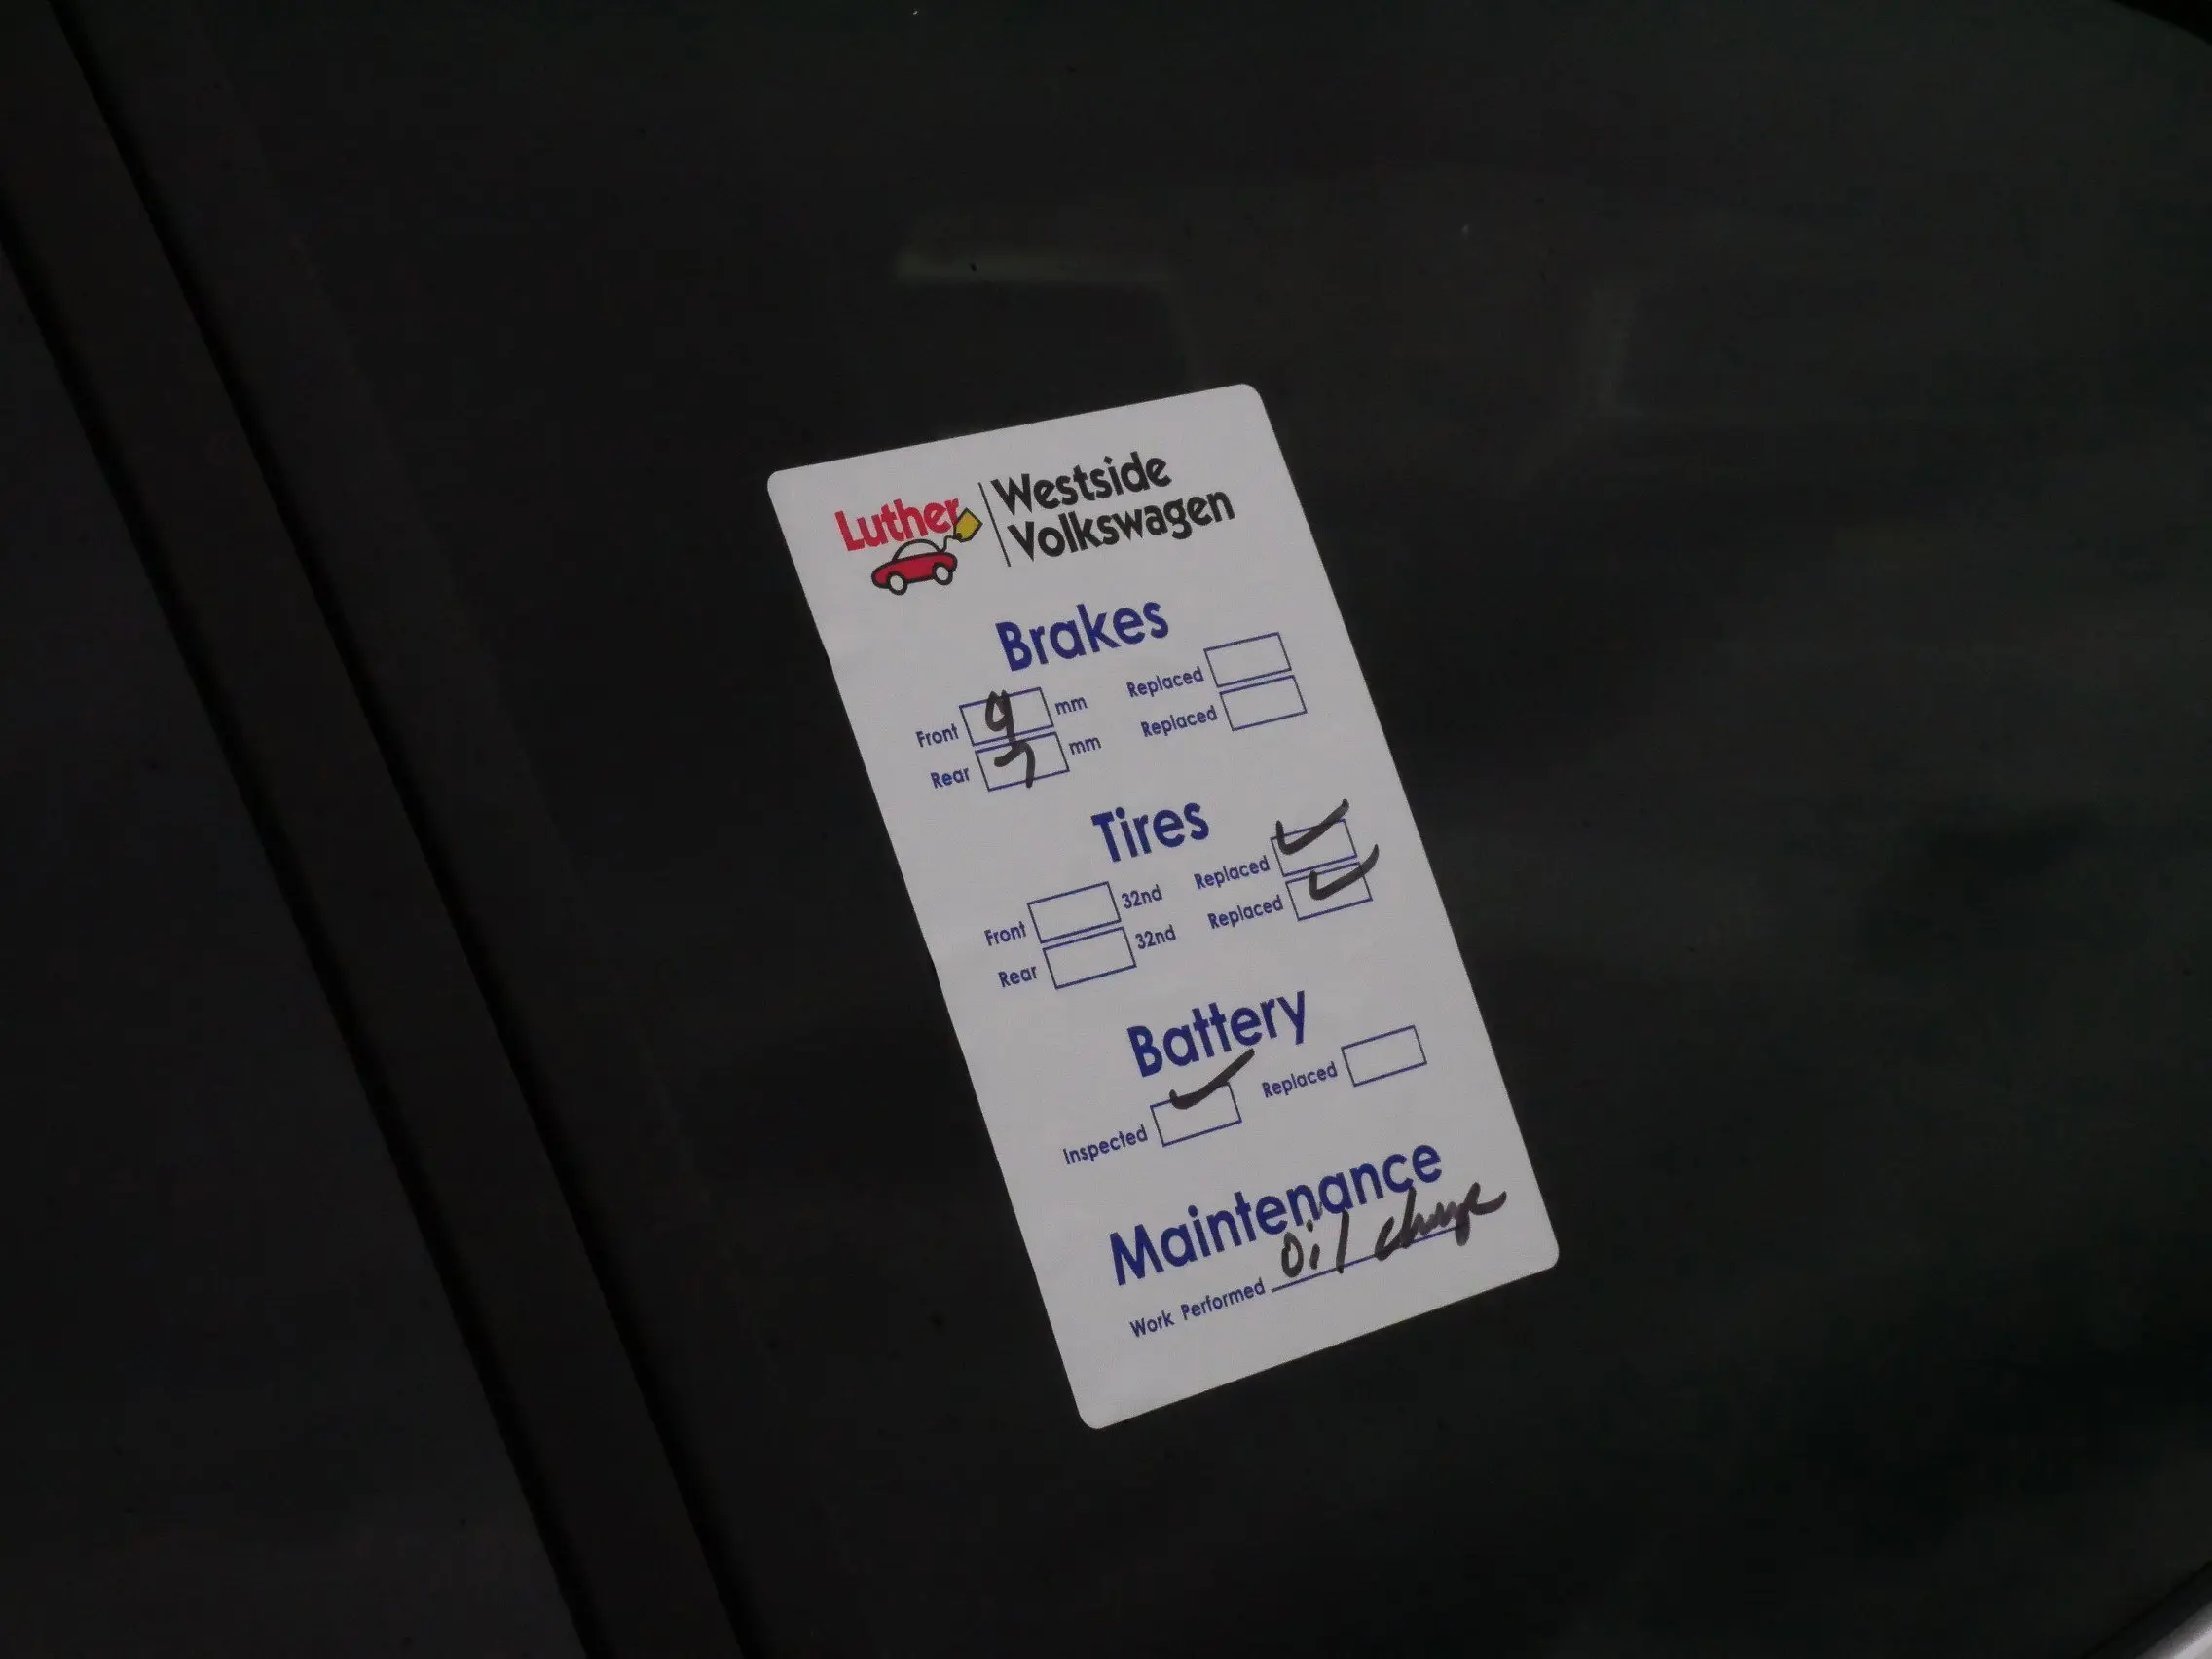 Luther
Westside
Volkswagen
Brakes
Front 9 mm Replaced
Rear 7 mm Replaced
Tires
Front 32nd Replaced ✓
Rear 32nd Replaced ✓
Battery
Inspected ✓ Replaced
Maintenance
Work Performed oil change